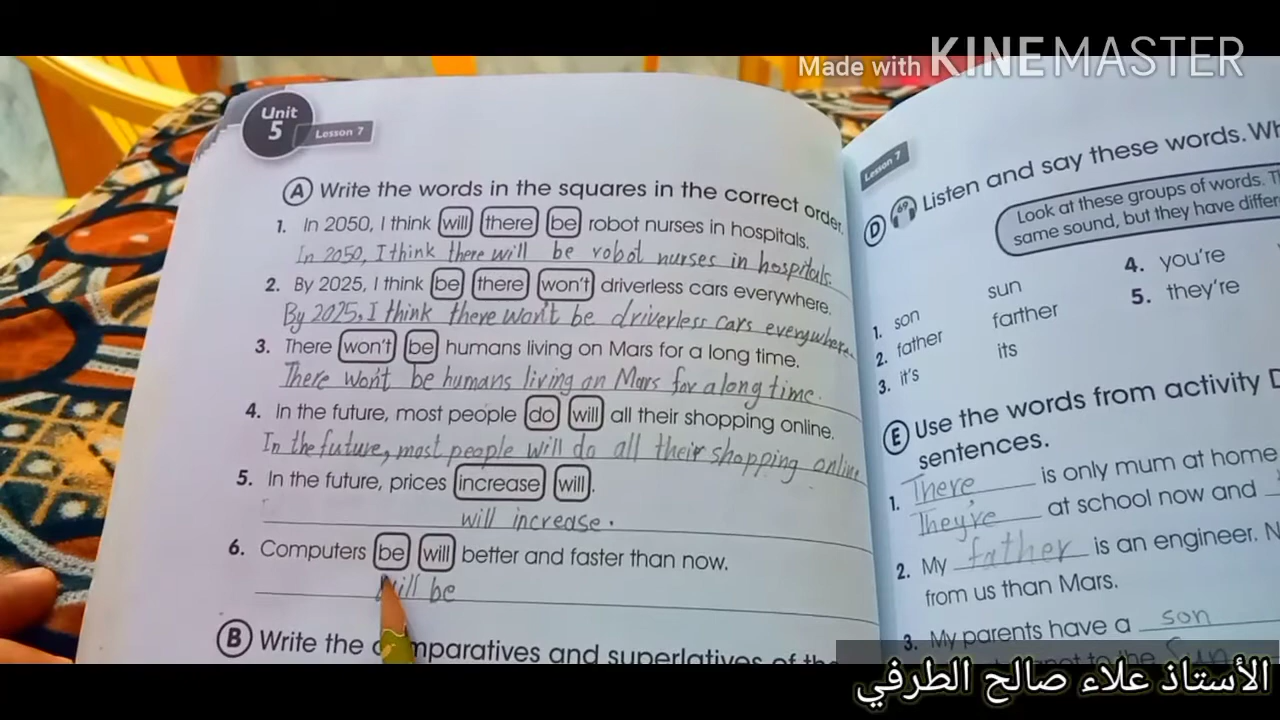 Made with KINEMASTER
Unit
5
Lesson 7
A Write the words in the squares in the correct order.
1. In 2050, I think will there be robot nurses in hospitals.
In 2050, I think there will be robot nurses in hospitals.
2. By 2025, I think be there won't driverless cars everywhere.
By 2025, I think there won't be driverless cars everywhere.
3. There won't be humans living on Mars for a long time.
There won't be humans living on Mars for a long time.
4. In the future, most people do will all their shopping online.
In the future, most people will do all their shopping online
5. In the future, prices increase will.
will increase.
6. Computers be will better and faster than now.
will be
B Write the comparatives and superlatives of the
Lesson 7
D 69 Listen and say these words.
Look at these groups of words.
same sound, but they have
1. son sun
2. father farther
3. it's its
4. you're
5. they're
E Use the words from activity D
sentences.
1. There is only mum at home
They're at school now and
2. My father is an engineer.
from us than Mars.
3. My parents have a son
to the Sun
الأستاذ علاء صالح الطرفي